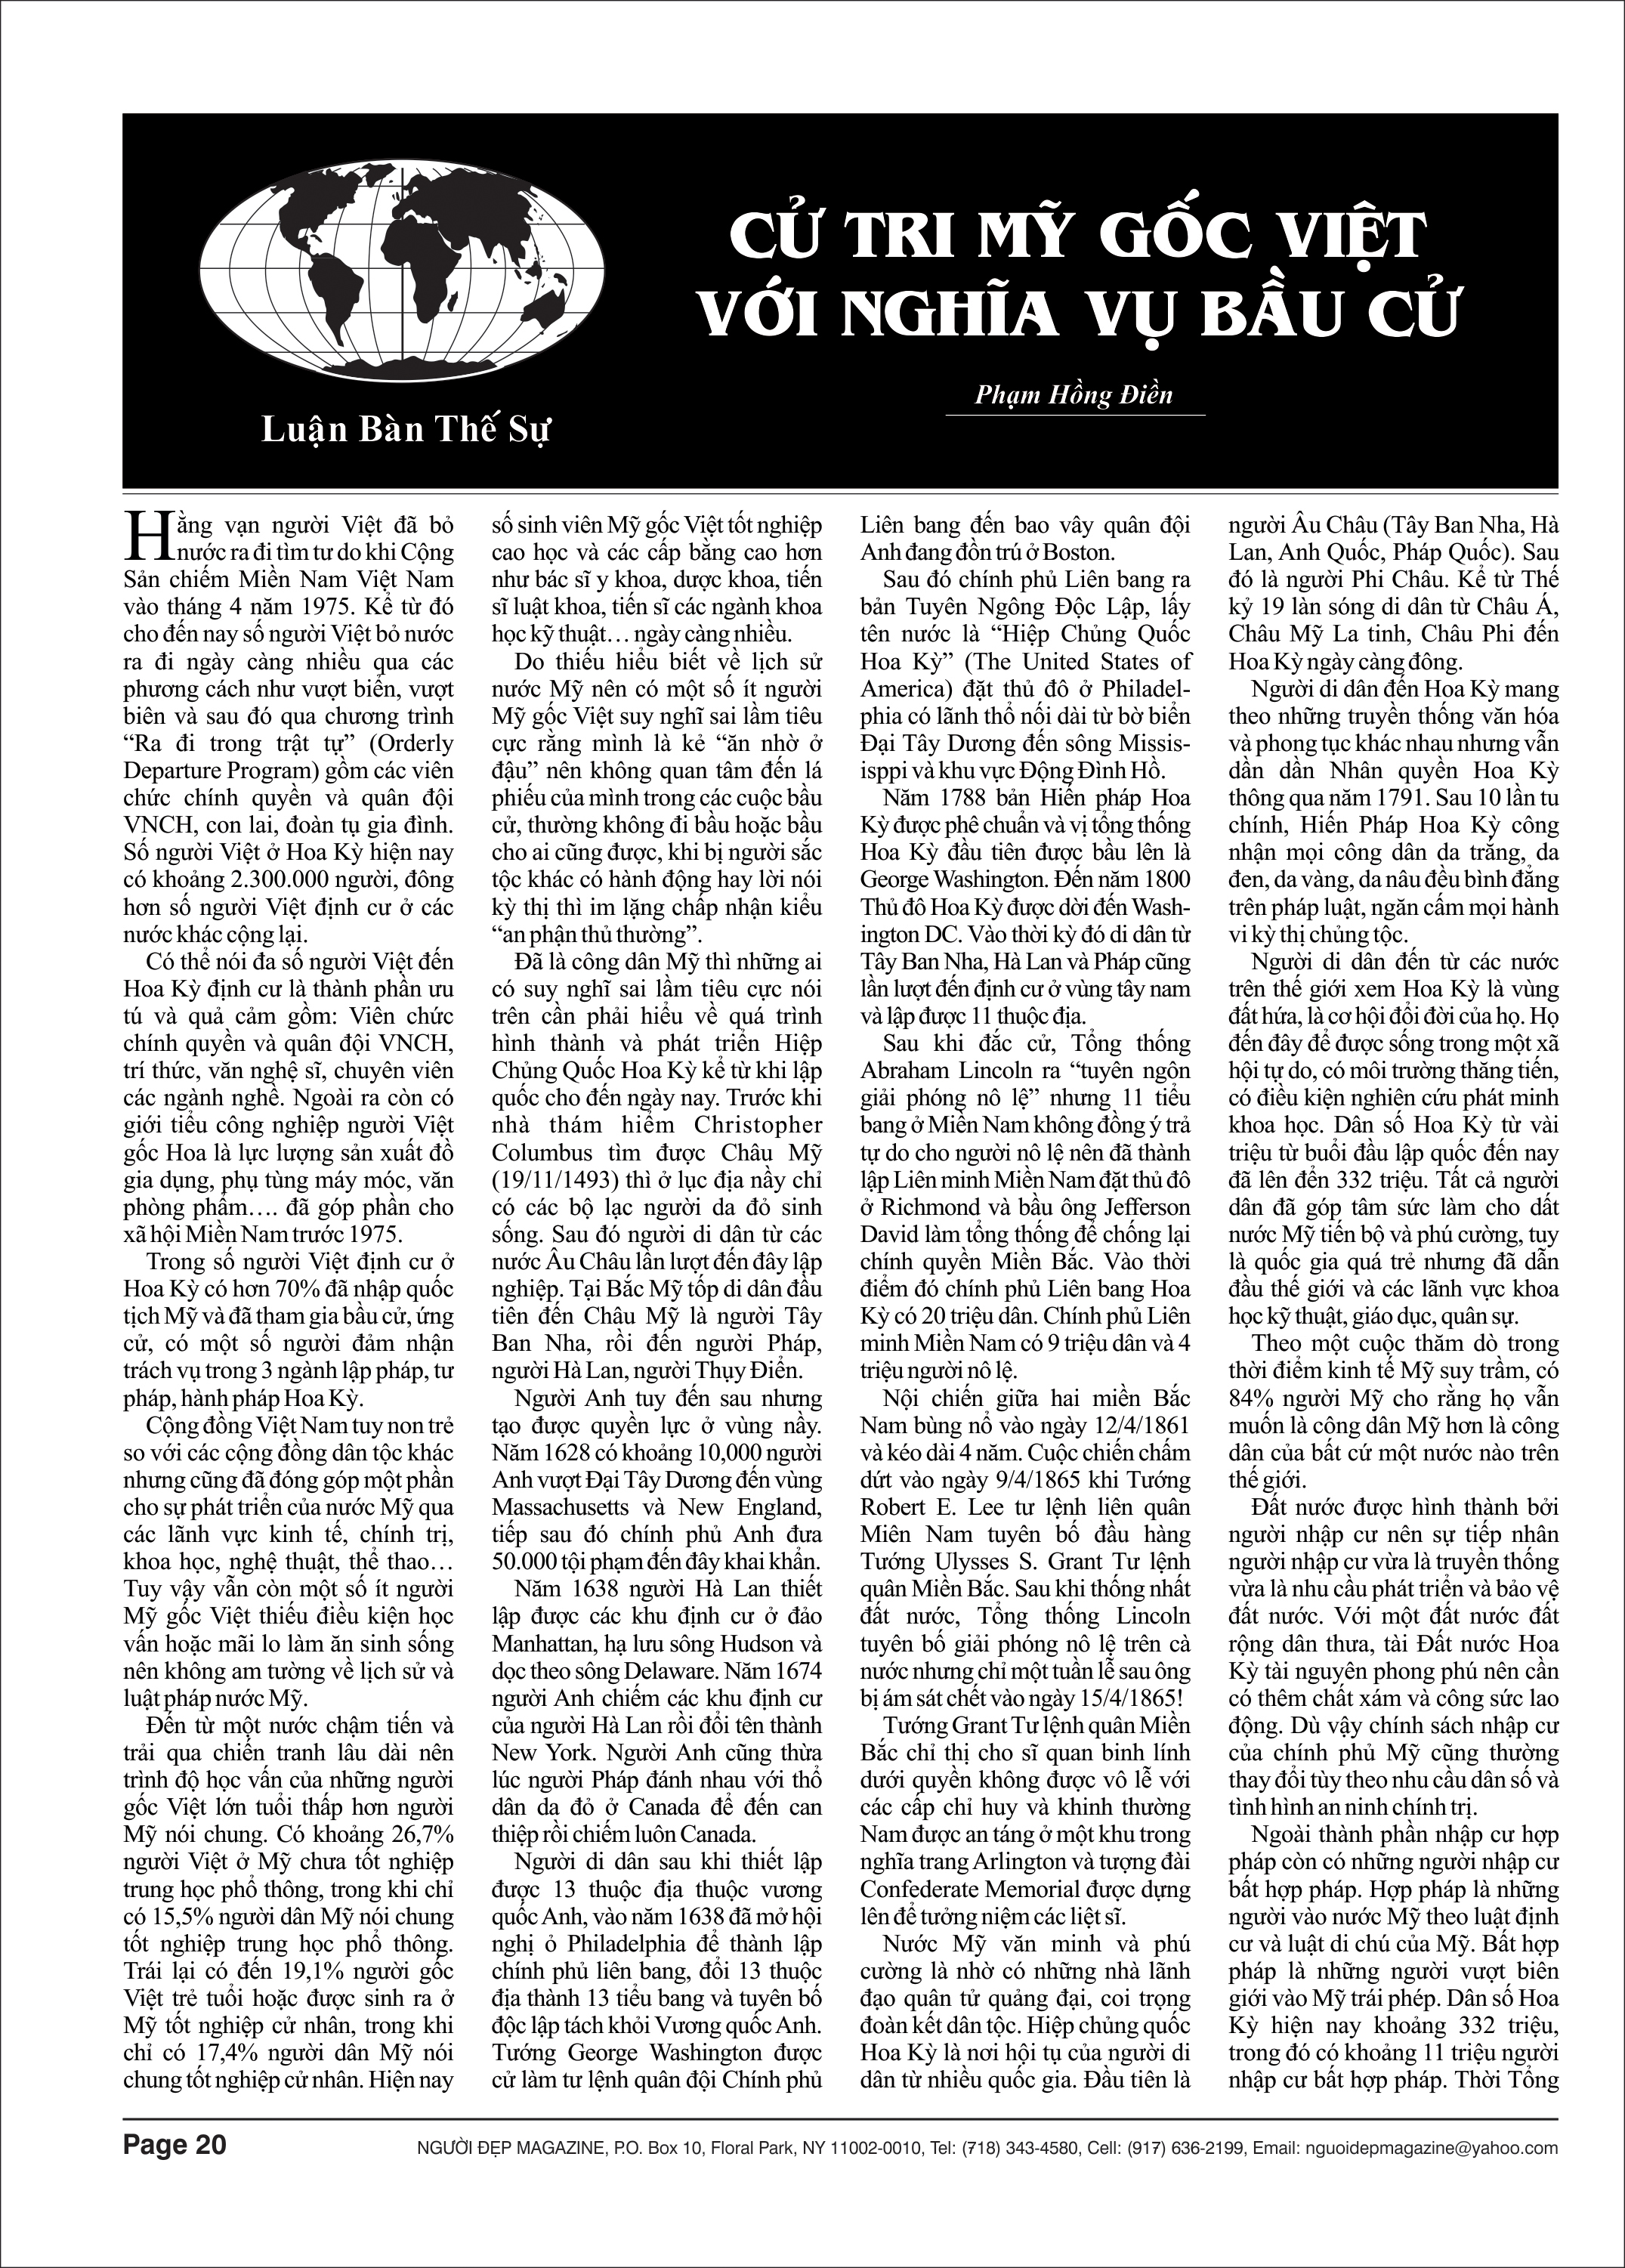 CỬ TRI MỸ GỐC VIỆT
VỚI NGHĨA VỤ BẦU CỬ
Phạm Hồng Điền
Luận Bàn Thế Sự
Hằng vạn người Việt đã bỏ
nước ra đi tìm tư do khi Cộng
Sản chiếm Miền Nam Việt Nam
vào tháng 4 năm 1975. Kể từ đó
cho đến nay số người Việt bỏ nước
ra đi ngày càng nhiều qua các
phương cách như vượt biển, vượt
biên và sau đó qua chương trình
“Ra đi trong trật tự” (Orderly
Departure Program) gồm các viên
chức chính quyền và quân đội
VNCH, con lai, đoàn tụ gia đình.
Số người Việt ở Hoa Kỳ hiện nay
có khoảng 2.300.000 người, đông
hơn số người Việt định cư ở các
nước khác cộng lại.
Có thể nói đa số người Việt đến
Hoa Kỳ định cư là thành phần ưu
tú và quả cảm gồm: Viên chức
chính quyền và quân đội VNCH,
trí thức, văn nghệ sĩ, chuyên viên
các ngành nghề. Ngoài ra còn có
giới tiểu công nghiệp người Việt
gốc Hoa là lực lượng sản xuất đồ
gia dụng, phụ tùng máy móc, văn
phòng phẩm…. đã góp phần cho
xã hội Miền Nam trước 1975.
Trong số người Việt định cư ở
Hoa Kỳ có hơn 70% đã nhập quốc
tịch Mỹ và đã tham gia bầu cử, ứng
cử, có một số người đảm nhận
trách vụ trong 3 ngành lập pháp, tư
pháp, hành pháp Hoa Kỳ.
Cộng đồng Việt Nam tuy non trẻ
so với các cộng đồng dân tộc khác
nhưng cũng đã đóng góp một phần
cho sự phát triển của nước Mỹ qua
các lãnh vực kinh tế, chính trị,
khoa học, nghệ thuật, thể thao…
Tuy vậy vẫn còn một số ít người
Mỹ gốc Việt thiếu điều kiện học
vấn hoặc mãi lo làm ăn sinh sống
nên không am tường về lịch sử và
luật pháp nước Mỹ.
Đến từ một nước chậm tiến và
trải qua chiến tranh lâu dài nên
trình độ học vấn của những người
gốc Việt lớn tuổi thấp hơn người
Mỹ nói chung. Có khoảng 26,7%
người Việt ở Mỹ chưa tốt nghiệp
trung học phổ thông, trong khi chỉ
có 15,5% người dân Mỹ nói chung
tốt nghiệp trung học phổ thông.
Trái lại có đến 19,1% người gốc
Việt trẻ tuổi hoặc được sinh ra ở
Mỹ tốt nghiệp cử nhân, trong khi
chỉ có 17,4% người dân Mỹ nói
chung tốt nghiệp cử nhân. Hiện nay
số sinh viên Mỹ gốc Việt tốt nghiệp
cao học và các cấp bằng cao hơn
như bác sĩ y khoa, dược khoa, tiến
sĩ luật khoa, tiến sĩ các ngành khoa
học kỹ thuật… ngày càng nhiều.
Do thiếu hiểu biết về lịch sử
nước Mỹ nên có một số ít người
Mỹ gốc Việt suy nghĩ sai lầm tiêu
cực rằng mình là kẻ “ăn nhờ ở
đậu” nên không quan tâm đến lá
phiếu của mình trong các cuộc bầu
cử, thường không đi bầu hoặc bầu
cho ai cũng được, khi bị người sắc
tộc khác có hành động hay lời nói
kỳ thị thì im lặng chấp nhận kiểu
“an phận thủ thường”.
Đã là công dân Mỹ thì những ai
có suy nghĩ sai lầm tiêu cực nói
trên cần phải hiểu về quá trình
hình thành và phát triển Hiệp
Chủng Quốc Hoa Kỳ kể từ khi lập
quốc cho đến ngày nay. Trước khi
nhà thám hiểm Christopher
Columbus tìm được Châu Mỹ
(19/11/1493) thì ở lục địa nầy chỉ
có các bộ lạc người da đỏ sinh
sống. Sau đó người di dân từ các
nước Âu Châu lần lượt đến đây lập
nghiệp. Tại Bắc Mỹ tốp di dân đầu
tiên đến Châu Mỹ là người Tây
Ban Nha, rồi đến người Pháp,
người Hà Lan, người Thụy Điển.
Người Anh tuy đến sau nhưng
tạo được quyền lực ở vùng nầy.
Năm 1628 có khoảng 10,000 người
Anh vượt Đại Tây Dương đến vùng
Massachusetts và New England,
tiếp sau đó chính phủ Anh đưa
50.000 tội phạm đến đây khai khẩn.
Năm 1638 người Hà Lan thiết
lập được các khu định cư ở đảo
Manhattan, hạ lưu sông Hudson và
dọc theo sông Delaware. Năm 1674
người Anh chiếm các khu định cư
của người Hà Lan rồi đổi tên thành
New York. Người Anh cũng thừa
lúc người Pháp đánh nhau với thổ
dân da đỏ ở Canada để đến can
thiệp rồi chiếm luôn Canada.
Người di dân sau khi thiết lập
được 13 thuộc địa thuộc vương
quốc Anh, vào năm 1638 đã mở hội
nghị ỏ Philadelphia để thành lập
chính phủ liên bang, đổi 13 thuộc
địa thành 13 tiểu bang và tuyên bố
độc lập tách khỏi Vương quốc Anh.
Tướng George Washington được
cử làm tư lệnh quân đội Chính phủ
Liên bang đến bao vây quân đội
Anh đang đồn trú ở Boston.
Sau đó chính phủ Liên bang ra
bản Tuyên Ngông Độc Lập, lấy
tên nước là “Hiệp Chủng Quốc
Hoa Kỳ” (The United States of
America) đặt thủ đô ở Philadel-
phia có lãnh thổ nối dài từ bờ biển
Đại Tây Dương đến sông Missis-
isppi và khu vực Động Đình Hồ.
Năm 1788 bản Hiến pháp Hoa
Kỳ được phê chuẩn và vị tổng thống
Hoa Kỳ đầu tiên được bầu lên là
George Washington. Đến năm 1800
Thủ đô Hoa Kỳ được dời đến Wash-
ington DC. Vào thời kỳ đó di dân từ
Tây Ban Nha, Hà Lan và Pháp cũng
lần lượt đến định cư ở vùng tây nam
và lập được 11 thuộc địa.
Sau khi đắc cử, Tổng thống
Abraham Lincoln ra “tuyên ngôn
giải phóng nô lệ” nhưng 11 tiểu
bang ở Miền Nam không đồng ý trả
tự do cho người nô lệ nên đã thành
lập Liên minh Miền Nam đặt thủ đô
ở Richmond và bầu ông Jefferson
David làm tổng thống để chống lại
chính quyền Miền Bắc. Vào thời
điểm đó chính phủ Liên bang Hoa
Kỳ có 20 triệu dân. Chính phủ Liên
minh Miền Nam có 9 triệu dân và 4
triệu người nô lệ.
Nội chiến giữa hai miền Bắc
Nam bùng nổ vào ngày 12/4/1861
và kéo dài 4 năm. Cuộc chiến chấm
dứt vào ngày 9/4/1865 khi Tướng
Robert E. Lee tư lệnh liên quân
Miên Nam tuyên bố đầu hàng
Tướng Ulysses S. Grant Tư lệnh
quân Miền Bắc. Sau khi thống nhất
đất nước, Tổng thống Lincoln
tuyên bố giải phóng nô lệ trên cà
nước nhưng chỉ một tuần lễ sau ông
bị ám sát chết vào ngày 15/4/1865!
Tướng Grant Tư lệnh quân Miền
Bắc chỉ thị cho sĩ quan binh lính
dưới quyền không được vô lễ với
các cấp chỉ huy và khinh thường
Nam được an táng ở một khu trong
nghĩa trang Arlington và tượng đài
Confederate Memorial được dựng
lên để tưởng niệm các liệt sĩ.
Nước Mỹ văn minh và phú
cường là nhờ có những nhà lãnh
đạo quân tử quảng đại, coi trọng
đoàn kết dân tộc. Hiệp chủng quốc
Hoa Kỳ là nơi hội tụ của người di
dân từ nhiều quốc gia. Đầu tiên là
người Âu Châu (Tây Ban Nha, Hà
Lan, Anh Quốc, Pháp Quốc). Sau
đó là người Phi Châu. Kể từ Thế
kỷ 19 làn sóng di dân từ Châu Á,
Châu Mỹ La tinh, Châu Phi đến
Hoa Kỳ ngày càng đông.
Người di dân đến Hoa Kỳ mang
theo những truyền thống văn hóa
và phong tục khác nhau nhưng vẫn
dần dần Nhân quyền Hoa Kỳ
thông qua năm 1791. Sau 10 lần tu
chính, Hiến Pháp Hoa Kỳ công
nhận mọi công dân da trắng, da
đen, da vàng, da nâu đều bình đẳng
trên pháp luật, ngăn cấm mọi hành
vi kỳ thị chủng tộc.
Người di dân đến từ các nước
trên thế giới xem Hoa Kỳ là vùng
đất hứa, là cơ hội đổi đời của họ. Họ
đến đây để được sống trong một xã
hội tự do, có môi trường thăng tiến,
có điều kiện nghiên cứu phát minh
khoa học. Dân số Hoa Kỳ từ vài
triệu từ buổi đầu lập quốc đến nay
đã lên đến 332 triệu. Tất cả người
dân đã góp tâm sức làm cho dất
nước Mỹ tiến bộ và phú cường, tuy
là quốc gia quá trẻ nhưng đã dẫn
đầu thế giới và các lãnh vực khoa
học kỹ thuật, giáo dục, quân sự.
Theo một cuộc thăm dò trong
thời điểm kinh tế Mỹ suy trầm, có
84% người Mỹ cho rằng họ vẫn
muốn là công dân Mỹ hơn là công
dân của bất cứ một nước nào trên
thế giới.
Đất nước được hình thành bởi
người nhập cư nên sự tiếp nhân
người nhập cư vừa là truyền thống
vừa là nhu cầu phát triển và bảo vệ
đất nước. Với một đất nước đất
rộng dân thưa, tài Đất nước Hoa
Kỳ tài nguyên phong phú nên cần
có thêm chất xám và công sức lao
động. Dù vậy chính sách nhập cư
của chính phủ Mỹ cũng thường
thay đổi tùy theo nhu cầu dân số và
tình hình an ninh chính trị.
Ngoài thành phần nhập cư hợp
pháp còn có những người nhập cư
bất hợp pháp. Hợp pháp là những
người vào nước Mỹ theo luật định
cư và luật di chú của Mỹ. Bất hợp
pháp là những người vượt biên
giới vào Mỹ trái phép. Dân số Hoa
Kỳ hiện nay khoảng 332 triệu,
trong đó có khoảng 11 triệu người
nhập cư bất hợp pháp. Thời Tổng
Page 20
NGƯỜI ĐẸP MAGAZINE, P.O. Box 10, Floral Park, NY 11002-0010, Tel: (718) 343-4580, Cell: (917) 636-2199, Email: nguoidepmagazine@yahoo.com